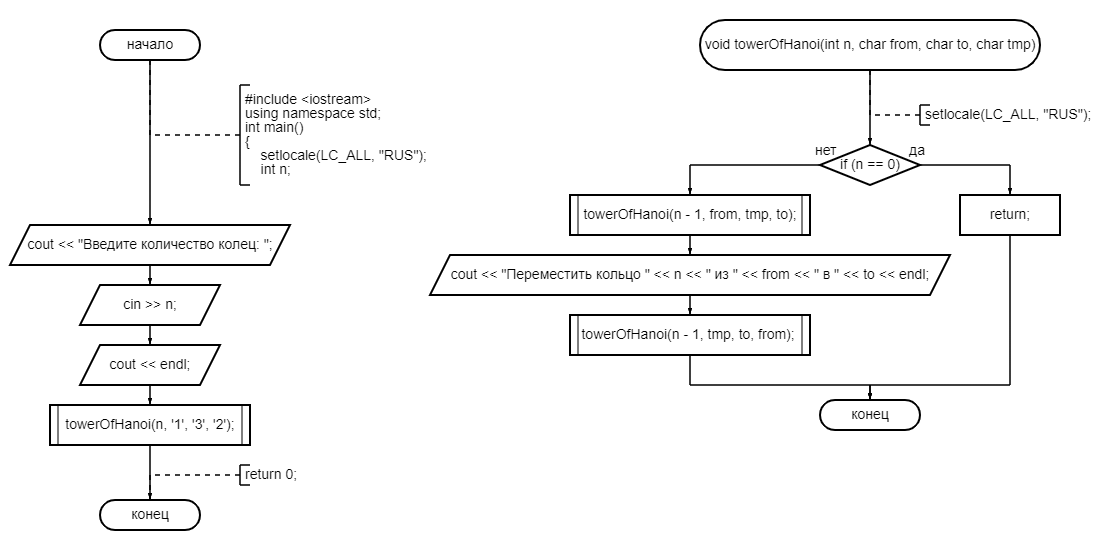 начало
#include <iostream>
using namespace std;
int main()
{
setlocale(LC_ALL, "RUS");
int n;
cout << "Введите количество колец: ";
cin >> n;
cout << endl;
towerOfHanoi(n, '1', '3', '2');
return 0;
конец
void towerOfHanoi(int n, char from, char to, char tmp)
setlocale(LC_ALL, "RUS");
нет
да
if (n == 0)
towerOfHanoi(n - 1, from, tmp, to);
return;
cout << "Переместить кольцо " << n << " из " << from << " в " << to << endl;
towerOfHanoi(n - 1, tmp, to, from);
конец